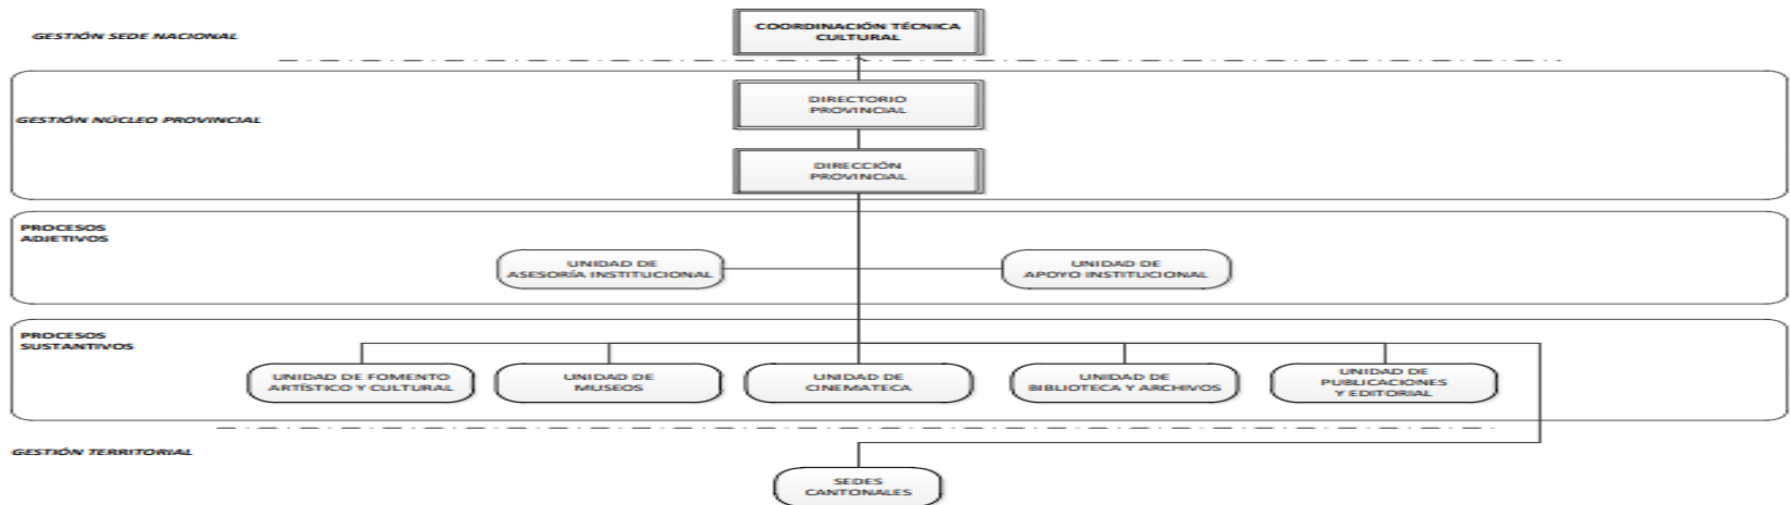 COORDINACIÓN TÉCNICA
CULTURAL
GESTIÓN SEDE NACIONAL
DIRECTORIO
PROVINCIAL
GESTIÓN NÚCLEO PROVINCIAL
DIRECCIÓN
PROVINCIAL
PROCESOS
ADJETIVOS
UNIDAD DE
ASESORÍA INSTITUCIONAL
UNIDAD DE
APOYO INSTITUCIONAL
PROCESOS
SUSTANTIVOS
UNIDAD DE FOMENTO
ARTÍSTICO Y CULTURAL
UNIDAD DE
MUSEOS
UNIDAD DE
CINEMATECA
UNIDAD DE
BIBLIOTECA Y ARCHIVOS
UNIDAD DE
PUBLICACIONES
Y EDITORIAL
GESTIÓN TERRITORIAL
SEDES
CANTONALES